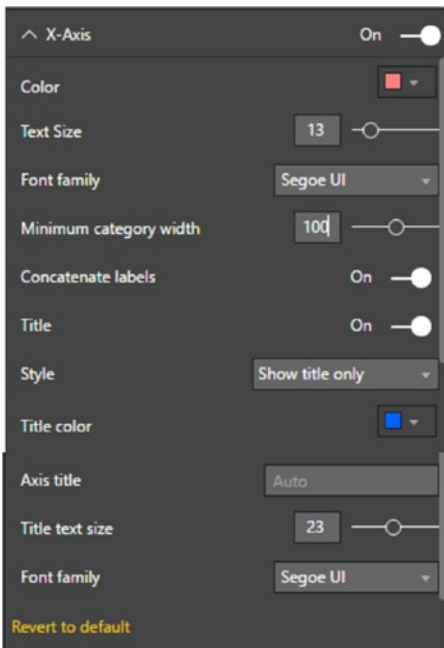 X-Axis On
Color
Text Size 13
Font family Segoe UI
Minimum category width 100
Concatenate labels On
Title On
Style Show title only
Title color
Axis title Auto
Title text size 23
Font family Segoe UI
Revert to default